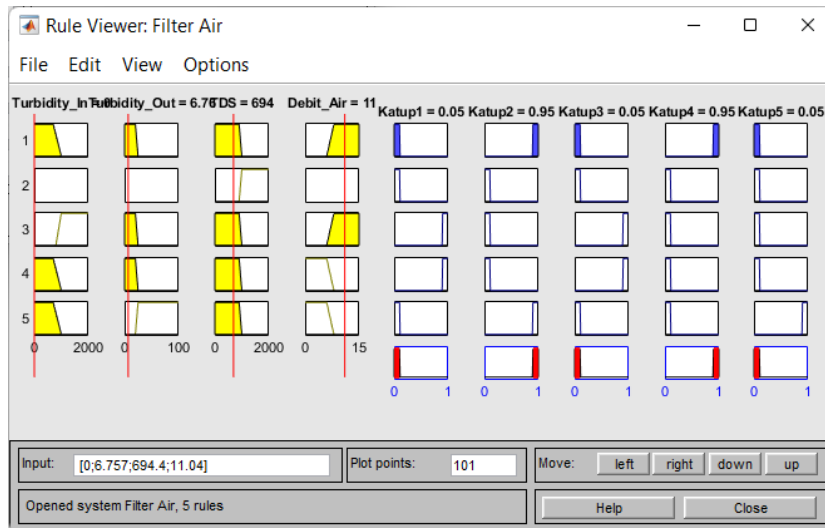 Rule Viewer: Filter Air
File Edit View Options
Turbidity_In = 0 Turbidity_Out = 6.76 TDS = 694 Debit_Air = 11 Katup1 = 0.05 Katup2 = 0.95 Katup3 = 0.05 Katup4 = 0.95 Katup5 = 0.05
1
2
3
4
5
0 2000 0 100 0 2000 0 15
0 1 0 1 0 1 0 1 0 1
Input: [0;6.757;694.4;11.04] Plot points: 101 Move: left right down up
Opened system Filter Air, 5 rules Help Close